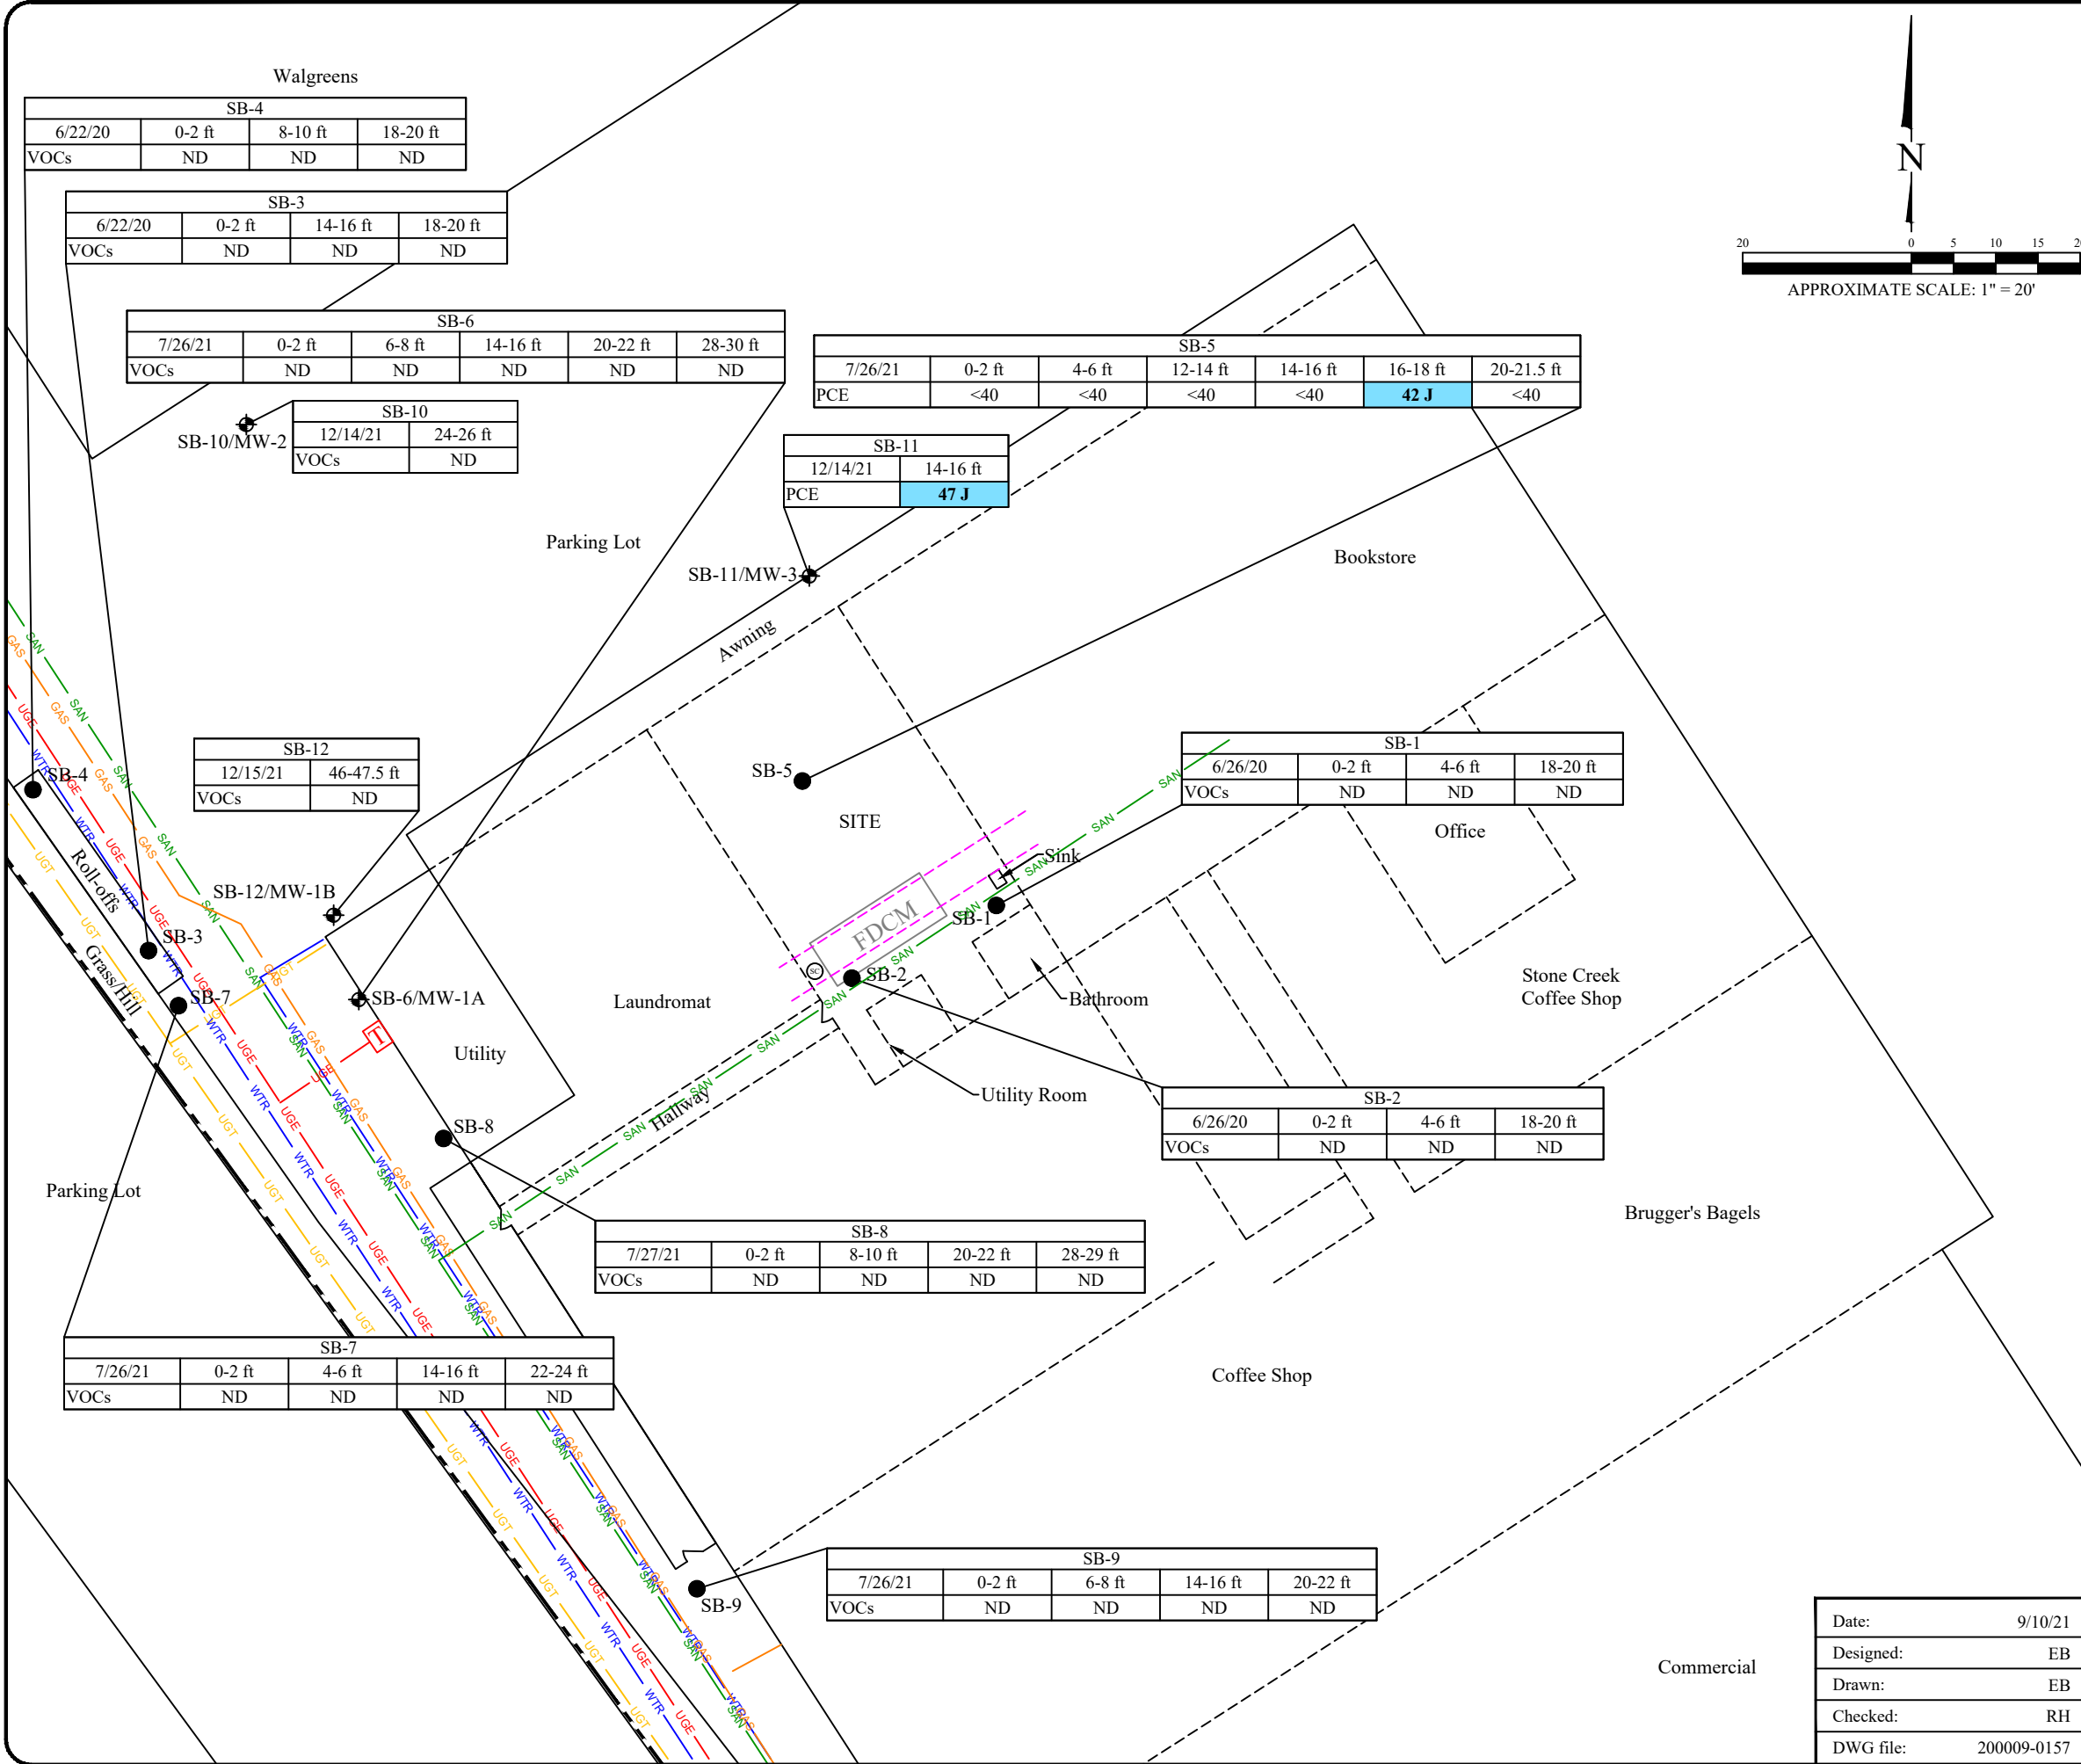 Walgreens
SB-4
6/22/20 0-2 ft 8-10 ft 18-20 ft
VOCs ND ND ND
SB-3
6/22/20 0-2 ft 14-16 ft 18-20 ft
VOCs ND ND ND
N
20 0 5 10 15 20
APPROXIMATE SCALE: 1" = 20'
SB-6
7/26/21 0-2 ft 6-8 ft 14-16 ft 20-22 ft 28-30 ft
VOCs ND ND ND ND ND
SB-5
7/26/21 0-2 ft 4-6 ft 12-14 ft 14-16 ft 16-18 ft 20-21.5 ft
PCE <40 <40 <40 <40 42 J <40
SB-10/MW-2
SB-10
12/14/21 24-26 ft
VOCs ND
SB-11
12/14/21 14-16 ft
PCE 47 J
Parking Lot
Bookstore
SB-11/MW-3
Awning
SB-12
12/15/21 46-47.5 ft
VOCs ND
SB-5
SITE
SB-1
6/26/20 0-2 ft 4-6 ft 18-20 ft
VOCs ND ND ND
Office
SB-4
Sink
Roll-offs
SB-12/MW-1B
SB-1
FDCM
SB-3
Grass/Hill
SC
SB-2
SB-7
SB-6/MW-1A
Laundromat
Bathroom
Stone Creek
Coffee Shop
T
Utility
Utility Room
Hallway
SB-8
SB-2
6/26/20 0-2 ft 4-6 ft 18-20 ft
VOCs ND ND ND
Parking Lot
Brugger's Bagels
SB-8
7/27/21 0-2 ft 8-10 ft 20-22 ft 28-29 ft
VOCs ND ND ND ND
SB-7
7/26/21 0-2 ft 4-6 ft 14-16 ft 22-24 ft
VOCs ND ND ND ND
Coffee Shop
SB-9
SB-9
7/26/21 0-2 ft 6-8 ft 14-16 ft 20-22 ft
VOCs ND ND ND ND
Commercial
SAN
GAS
UGE
WTR
UGT
Date: 9/10/21
Designed: EB
Drawn: EB
Checked: RH
DWG file: 200009-0157